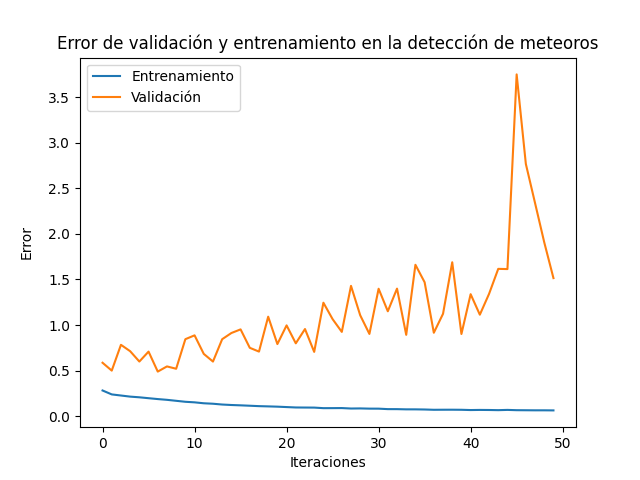 Error de validación y entrenamiento en la detección de meteoros
Entrenamiento
Validación
3.5
3.0
2.5
2.0
1.5
1.0
0.5
0.0
Error
0 10 20 30 40 50
Iteraciones